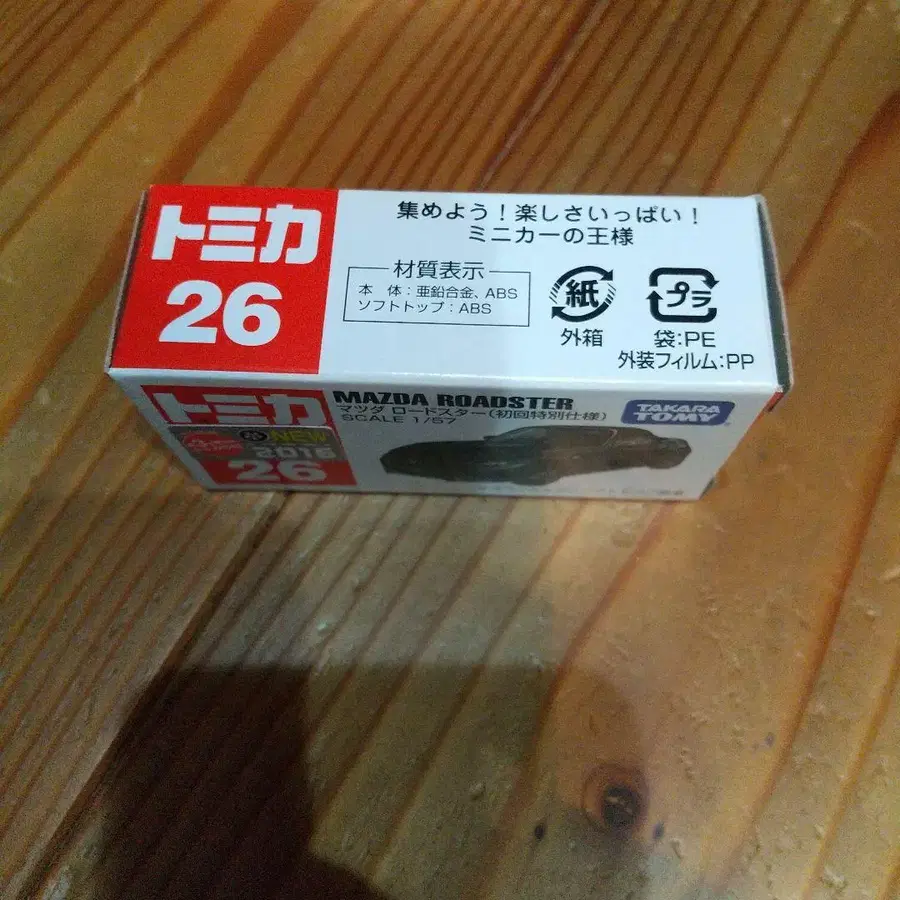 トミカ
26
集めよう！楽しさいっぱい！
ミニカーの王様
材質表示
本　体：亜鉛合金、ABS
ソフトトップ：ABS
紙
外箱
プラ
袋：PE
外装フィルム：PP
トミカ
NEW
2016
26
MAZDA ROADSTER
マツダ ロードスター(初回特別仕様)
SCALE 1/57
TAKARA
TOMY